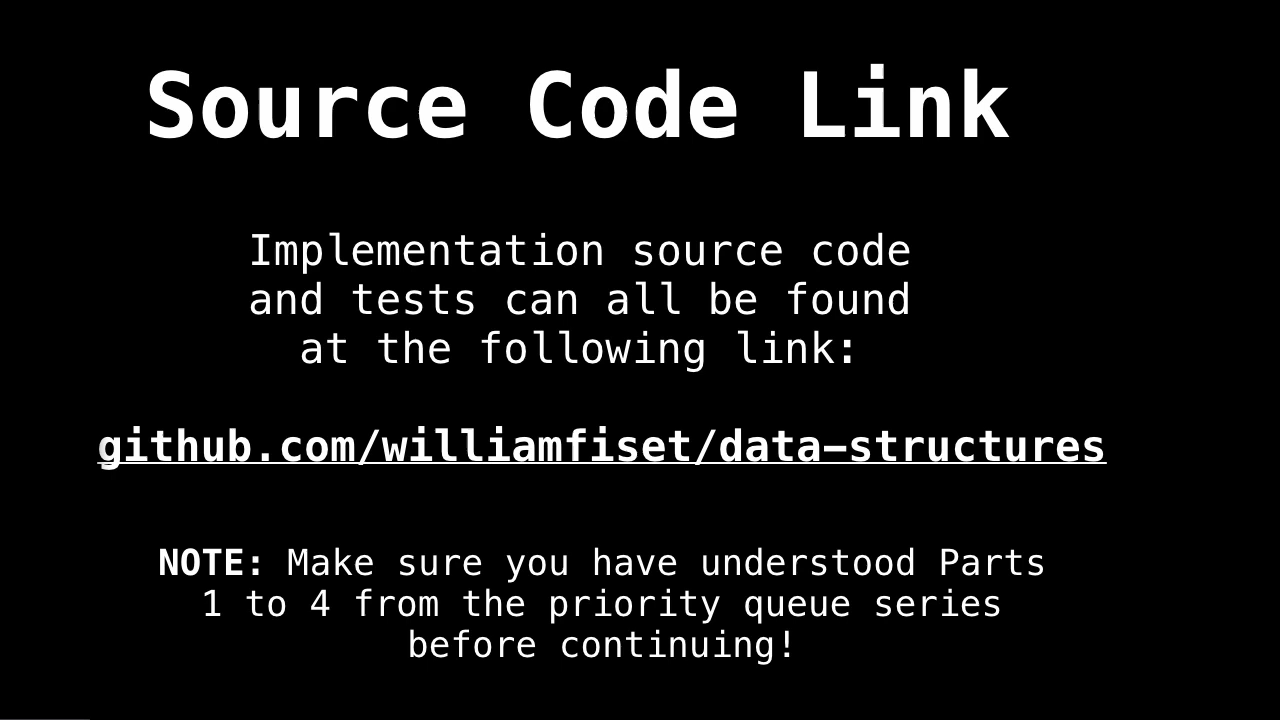 Source Code Link
Implementation source code
and tests can all be found
at the following link:
github.com/williamfiset/data-structures
NOTE: Make sure you have understood Parts
1 to 4 from the priority queue series
before continuing!